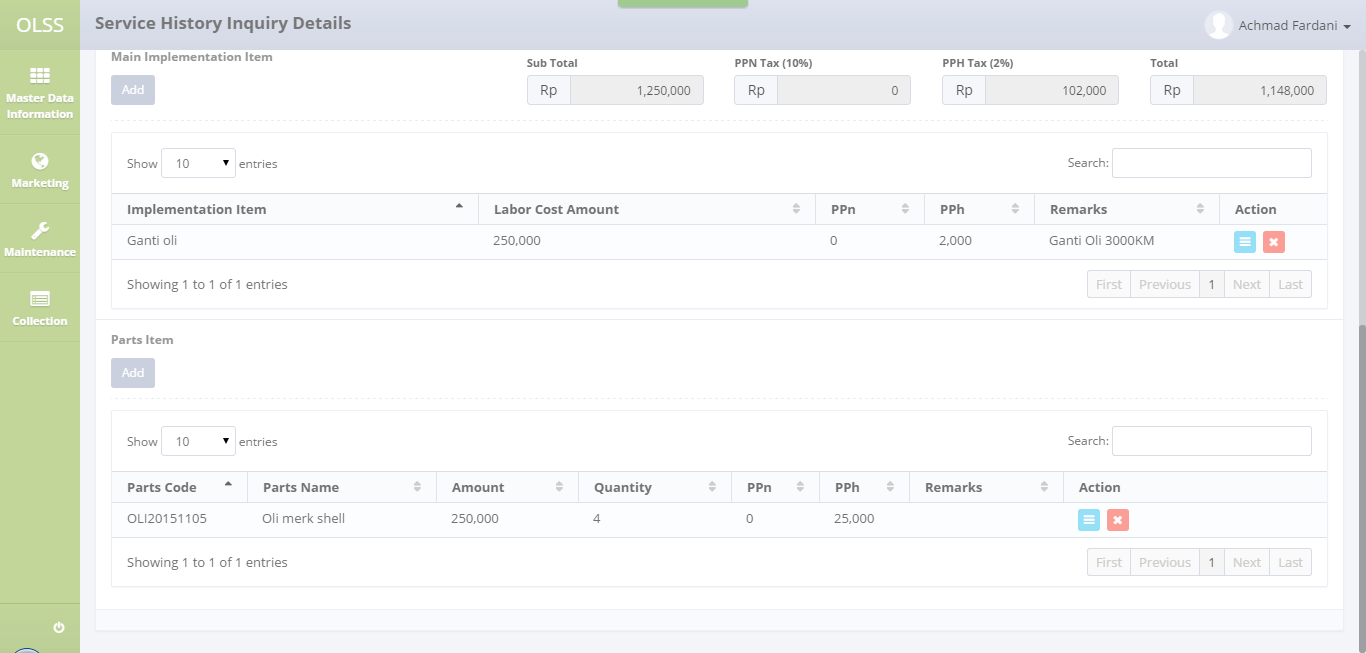 OLSS
Service History Inquiry Details
Achmad Fardani
Master Data
Information
Marketing
Maintenance
Collection
Main Implementation Item
Add
Sub Total
PPN Tax (10%)
PPH Tax (2%)
Total
Rp 1,250,000
Rp 0
Rp 102,000
Rp 1,148,000
Show 10 entries
Search:
Implementation Item Labor Cost Amount PPn PPh Remarks Action
Ganti oli 250,000 0 2,000 Ganti Oli 3000KM
Showing 1 to 1 of 1 entries
First Previous 1 Next Last
Parts Item
Add
Show 10 entries
Search:
Parts Code Parts Name Amount Quantity PPn PPh Remarks Action
OLI20151105 Oli merk shell 250,000 4 0 25,000
Showing 1 to 1 of 1 entries
First Previous 1 Next Last